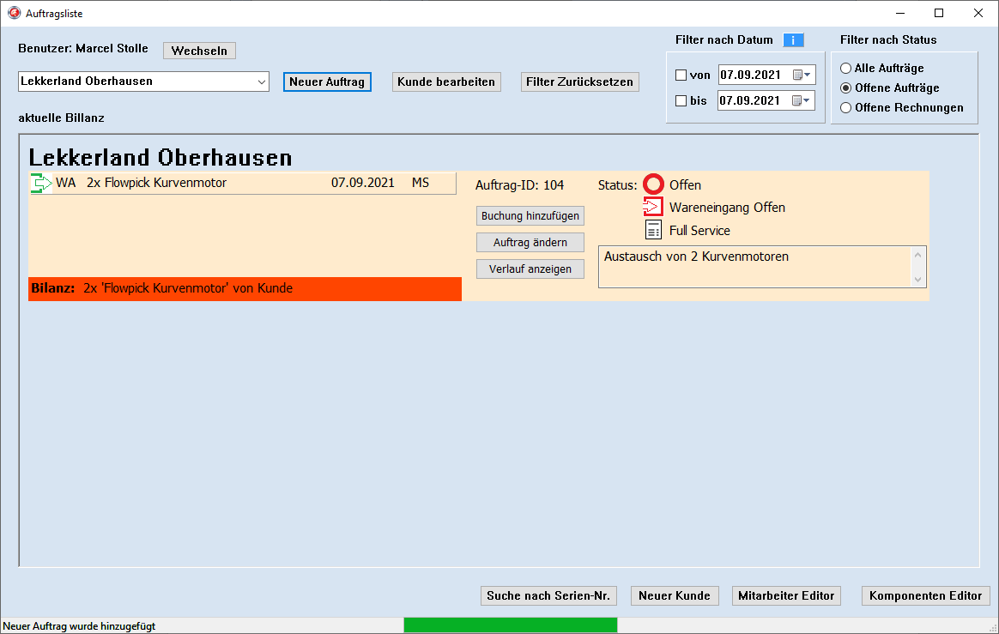 Auftragsliste
Benutzer: Marcel Stolle
Wechseln
Filter nach Datum
i
Filter nach Status
Lekkerland Oberhausen
Neuer Auftrag
Kunde bearbeiten
Filter Zurücksetzen
von 07.09.2021
bis 07.09.2021
Alle Aufträge
Offene Aufträge
Offene Rechnungen
aktuelle Billanz
Lekkerland Oberhausen
WA 2x Flowpick Kurvenmotor 07.09.2021 MS
Auftrag-ID: 104
Status: Offen
Buchung hinzufügen
Wareneingang Offen
Auftrag ändern
Full Service
Verlauf anzeigen
Austausch von 2 Kurvenmotoren
Bilanz: 2x 'Flowpick Kurvenmotor' von Kunde
Suche nach Serien-Nr.
Neuer Kunde
Mitarbeiter Editor
Komponenten Editor
Neuer Auftrag wurde hinzugefügt